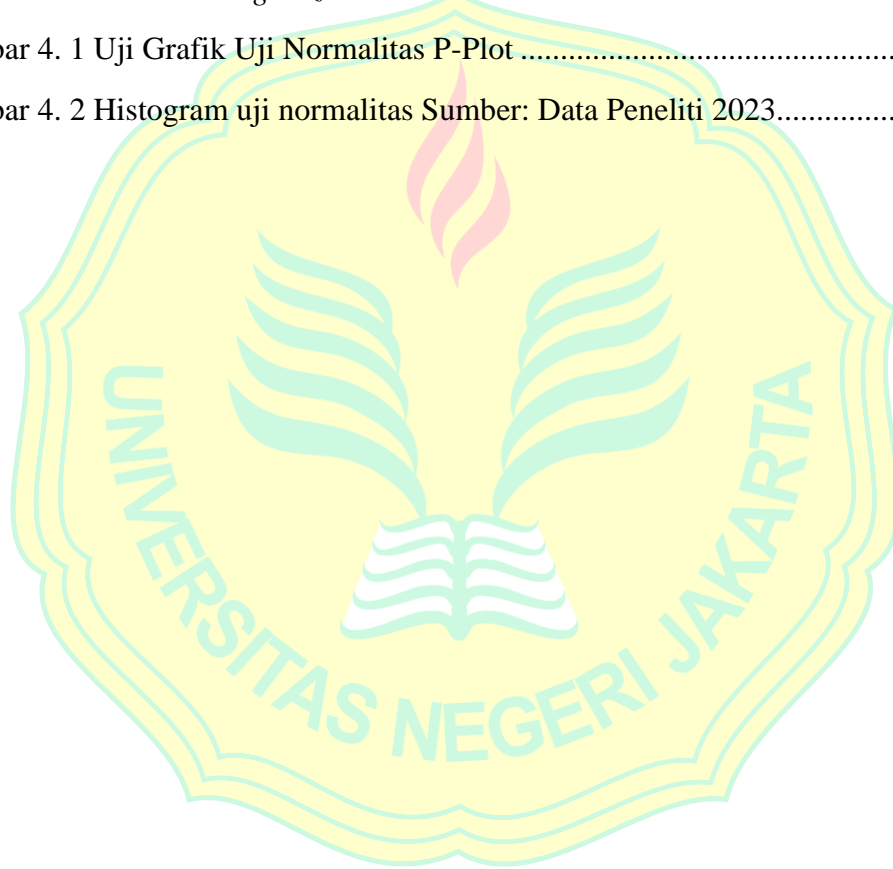 bar 4. 1 Uji Grafik Uji Normalitas P-Plot ............................................
bar 4. 2 Histogram uji normalitas Sumber: Data Peneliti 2023..............
UNIVERSITAS NEGERI JAKARTA